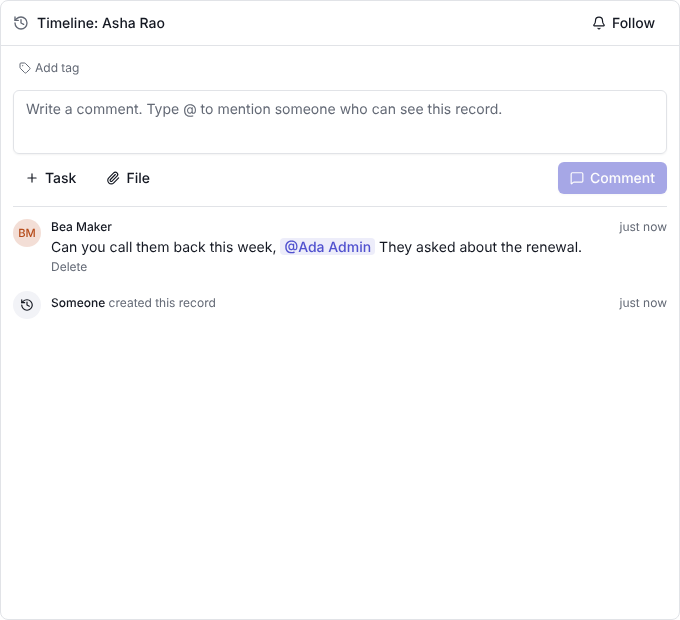 Timeline: Asha Rao
Follow
Add tag
Write a comment. Type @ to mention someone who can see this record.
Task
File
Comment
BM
Bea Maker
just now
Can you call them back this week, @Ada Admin They asked about the renewal.
Delete
Someone created this record
just now